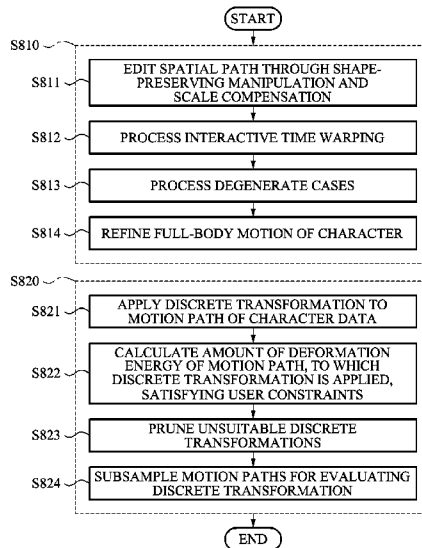 START
S810
S811
EDIT SPATIAL PATH THROUGH SHAPE-
PRESERVING MANIPULATION AND
SCALE COMPENSATION
S812
PROCESS INTERACTIVE TIME WARPING
S813
PROCESS DEGENERATE CASES
S814
REFINE FULL-BODY MOTION OF CHARACTER
S820
S821
APPLY DISCRETE TRANSFORMATION TO
MOTION PATH OF CHARACTER DATA
S822
CALCULATE AMOUNT OF DEFORMATION
ENERGY OF MOTION PATH, TO WHICH
DISCRETE TRANSFORMATION IS APPLIED,
SATISFYING USER CONSTRAINTS
S823
PRUNE UNSUITABLE DISCRETE
TRANSFORMATIONS
S824
SUBSAMPLE MOTION PATHS FOR EVALUATING
DISCRETE TRANSFORMATION
END